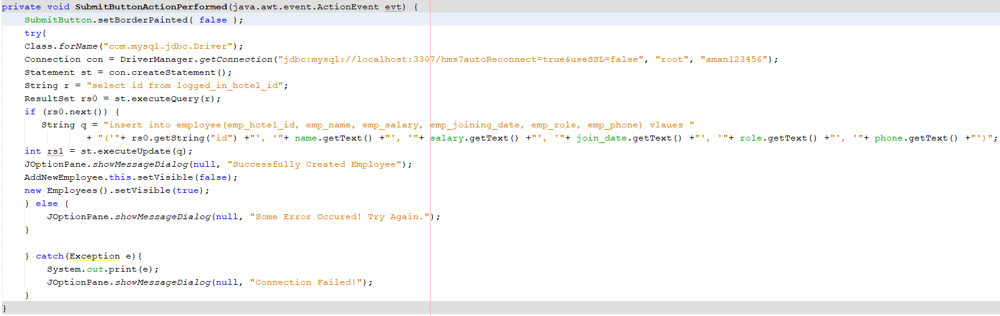 private void SubmitButtonActionPerformed(java.awt.event.ActionEvent evt) {
    SubmitButton.setBorderPainted( false );
    try{
    Class.forName("com.mysql.jdbc.Driver");
    Connection con = DriverManager.getConnection("jdbc:mysql://localhost:3307/hms?autoReconnect=true&useSSL=false", "root", "aman123456");
    Statement st = con.createStatement();
    String r = "select id from logged_in_hotel_id";
    ResultSet rs0 = st.executeQuery(r);
    if (rs0.next()) {
       String q = "insert into employee(emp_hotel_id, emp_name, emp_salary, emp_joining_date, emp_role, emp_phone) vlaues "
               + "('"+ rs0.getString("id") +"', '"+ name.getText() +"', '"+ salary.getText() +"', '"+ join_date.getText() +"', '"+ role.getText() +"', '"+ phone.getText() +"')";
    int rs1 = st.executeUpdate(q);
    JOptionPane.showMessageDialog(null, "Successfully Created Employee");
    AddNewEmployee.this.setVisible(false);
    new Employees().setVisible(true);
    } else {
        JOptionPane.showMessageDialog(null, "Some Error Occured! Try Again.");
    }
    } catch(Exception e){
        System.out.print(e);
        JOptionPane.showMessageDialog(null, "Connection Failed!");
    }
}